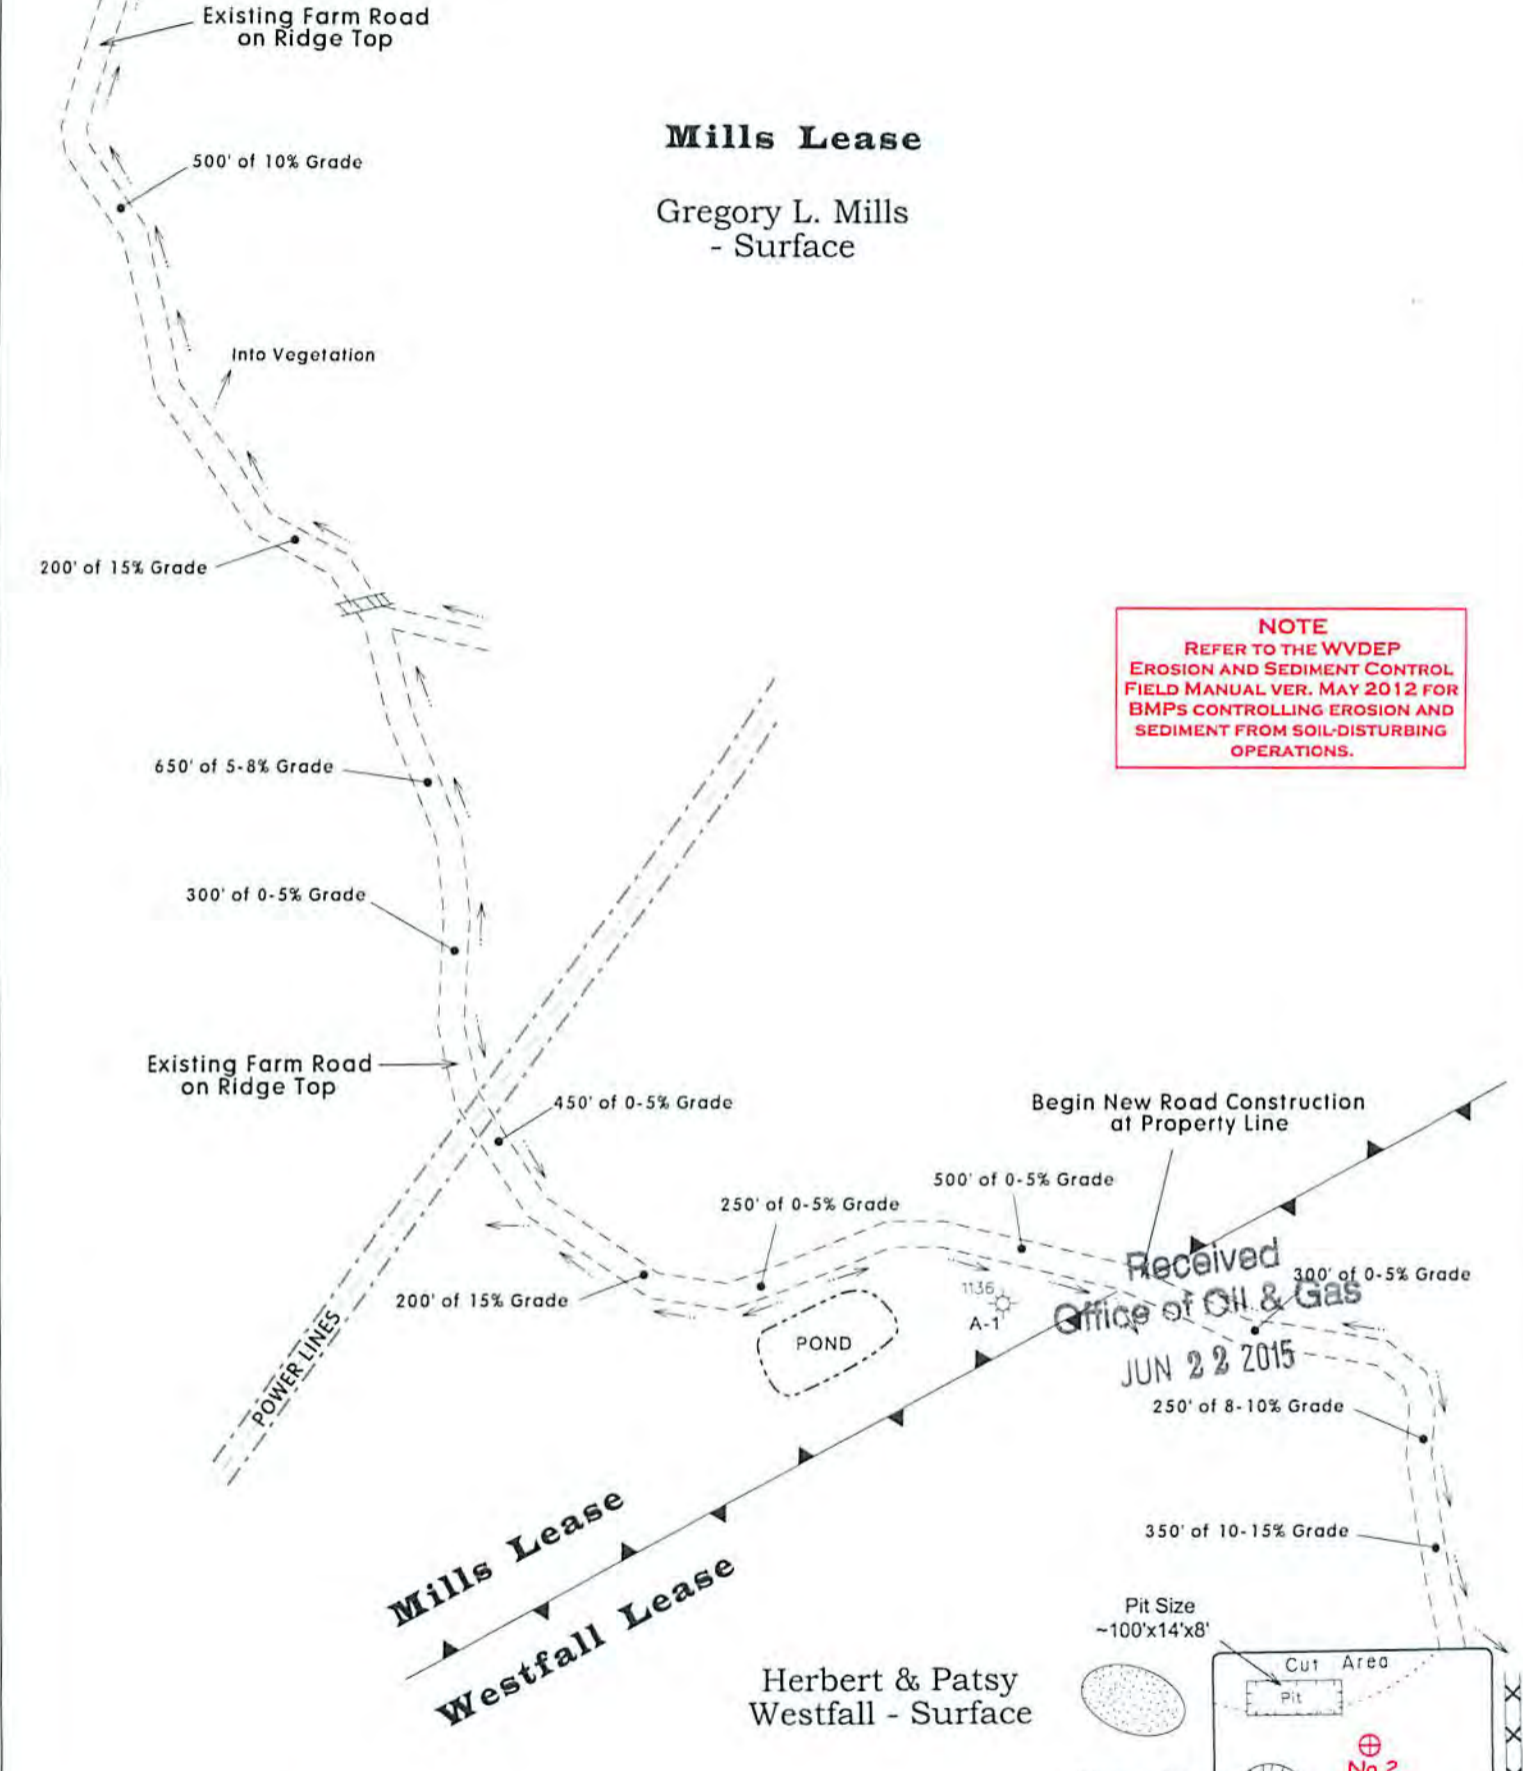 Existing Farm Road
on Ridge Top
Mills Lease
500' of 10% Grade
Gregory L. Mills
- Surface
Into Vegetation
200' of 15% Grade
NOTE
REFER TO THE WVDEP
EROSION AND SEDIMENT CONTROL
FIELD MANUAL VER. MAY 2012 FOR
BMPS CONTROLLING EROSION AND
SEDIMENT FROM SOIL-DISTURBING
OPERATIONS.
650' of 5-8% Grade
300' of 0-5% Grade
Existing Farm Road
on Ridge Top
450' of 0-5% Grade
Begin New Road Construction
at Property Line
500' of 0-5% Grade
250' of 0-5% Grade
Received
300' of 0-5% Grade
Office of Oil & Gas
JUN 22 2015
1136
A-1
200' of 15% Grade
POND
POWER LINES
250' of 8-10% Grade
350' of 10-15% Grade
Mills Lease
Westfall Lease
Pit Size
~100'x14'x8'
Cut Area
Pit
Herbert & Patsy
Westfall - Surface
No. 2